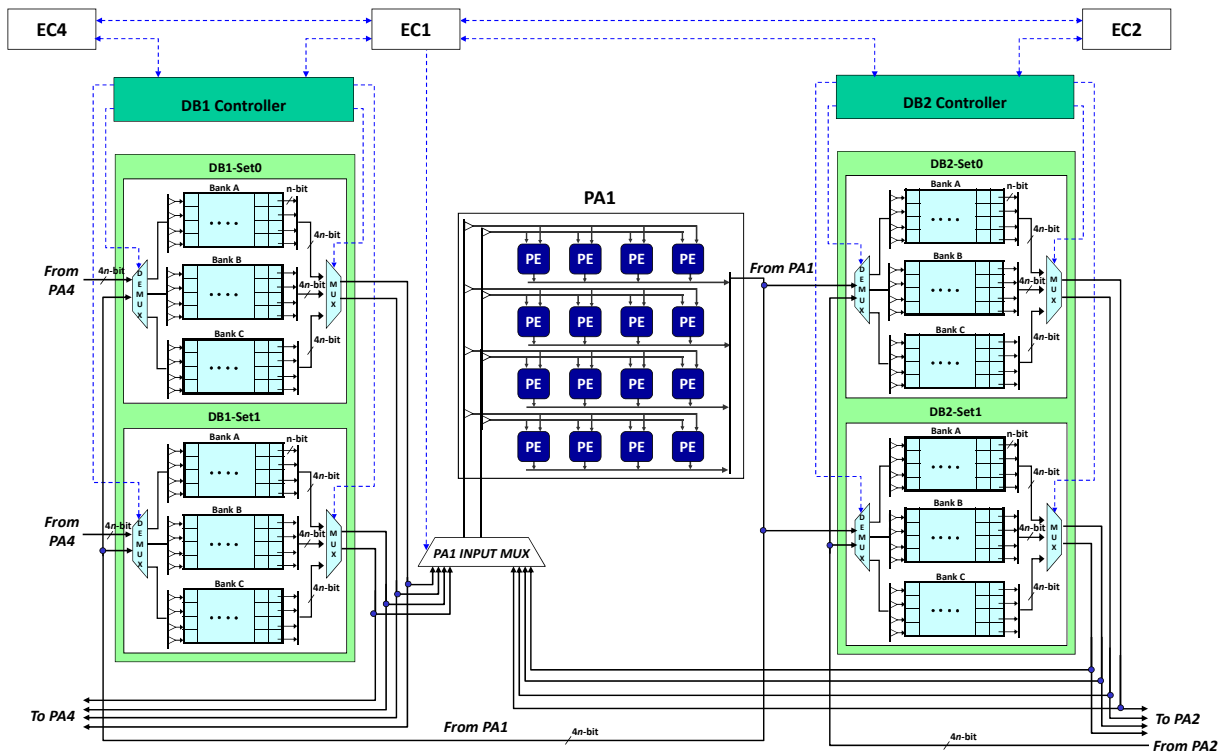 EC4
EC1
EC2
DB1 Controller
DB2 Controller
DB1-Set0
Bank A
n-bit
4n-bit
Bank B
4n-bit
Bank C
4n-bit
DEMUX
MUX
From
PA4
4n-bit
DB1-Set1
Bank A
n-bit
4n-bit
Bank B
4n-bit
Bank C
4n-bit
DEMUX
MUX
From
PA4
4n-bit
To PA4
PA1
PE PE PE PE
PE PE PE PE
PE PE PE PE
PE PE PE PE
PA1 INPUT MUX
From PA1
From PA1
4n-bit
DB2-Set0
Bank A
n-bit
4n-bit
Bank B
4n-bit
Bank C
4n-bit
DEMUX
MUX
DB2-Set1
Bank A
n-bit
4n-bit
Bank B
4n-bit
Bank C
4n-bit
DEMUX
MUX
To PA2
From PA2
4n-bit